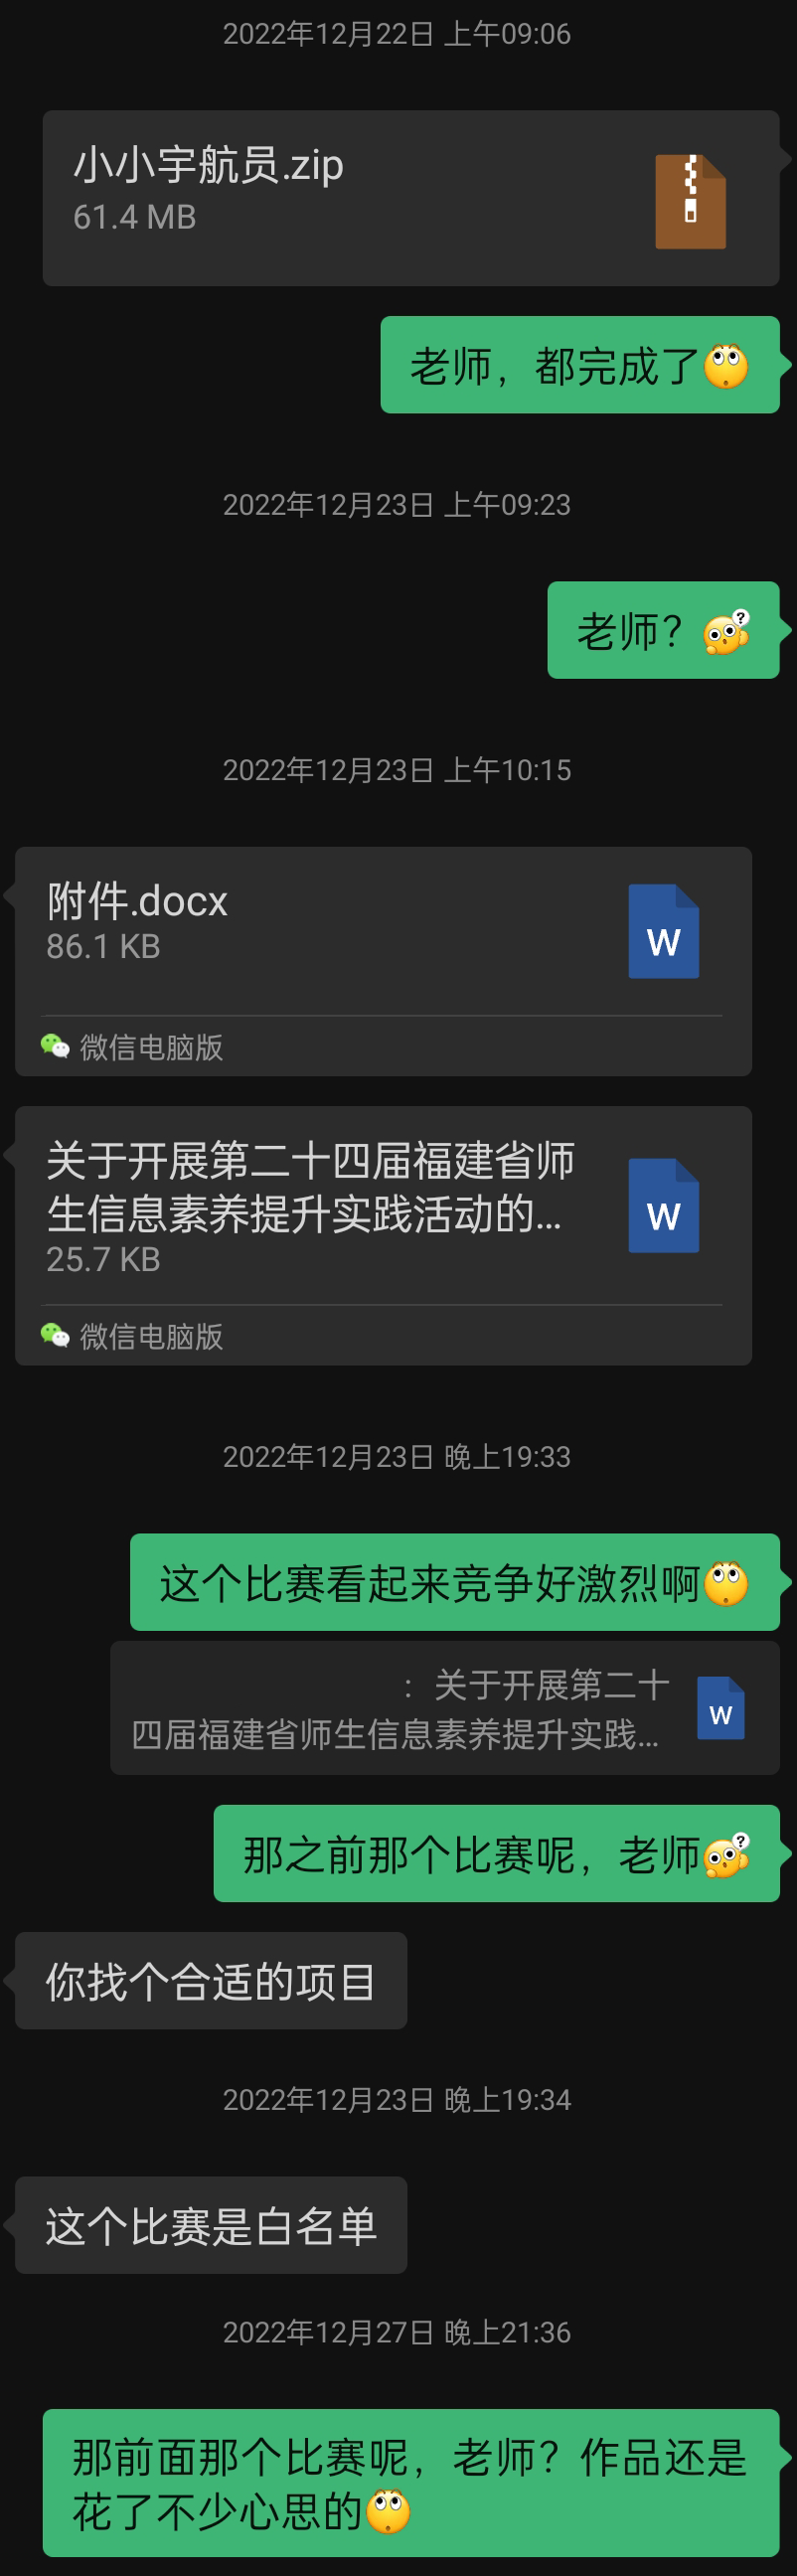 2022年12月22日 上午09:06
小小宇航员.zip
61.4 MB
老师，都完成了
2022年12月23日 上午09:23
老师？
2022年12月23日 上午10:15
附件.docx
86.1 KB
W
微信电脑版
关于开展第二十四届福建省师
生信息素养提升实践活动的...
25.7 KB
W
微信电脑版
2022年12月23日 晚上19:33
这个比赛看起来竞争好激烈啊
：关于开展第二十
四届福建省师生信息素养提升实践...
W
那之前那个比赛呢，老师
你找个合适的项目
2022年12月23日 晚上19:34
这个比赛是白名单
2022年12月27日 晚上21:36
那前面那个比赛呢，老师？作品还是
花了不少心思的